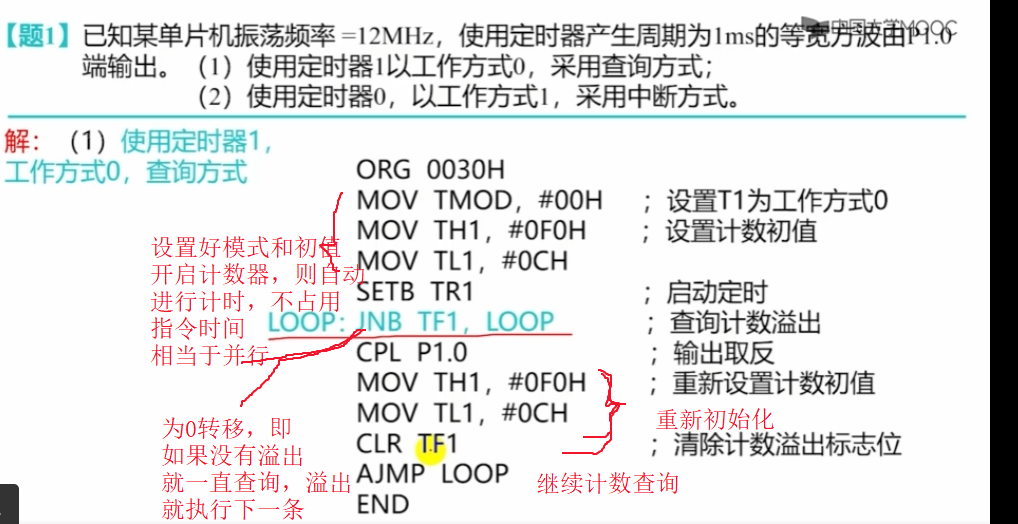 中国大学MOOC
【题1】已知某单片机振荡频率 =12MHz，使用定时器产生周期为1ms的等宽方波由P1.0
端输出。（1）使用定时器1以工作方式0，采用查询方式；
（2）使用定时器0，以工作方式1，采用中断方式。
解：（1）使用定时器1，
工作方式0，查询方式
ORG 0030H
MOV TMOD，#00H ；设置T1为工作方式0
MOV TH1，#0F0H ；设置计数初值
MOV TL1，#0CH
SETB TR1 ；启动定时
LOOP：JNB TF1，LOOP ；查询计数溢出
CPL P1.0 ；输出取反
MOV TH1，#0F0H ；重新设置计数初值
MOV TL1，#0CH
CLR TF1 ；清除计数溢出标志位
AJMP LOOP
END
设置好模式和初值
开启计数器，则自动
进行计时，不占用
指令时间
相当于并行
为0转移，即
如果没有溢出
就一直查询，溢出
就执行下一条
重新初始化
继续计数查询